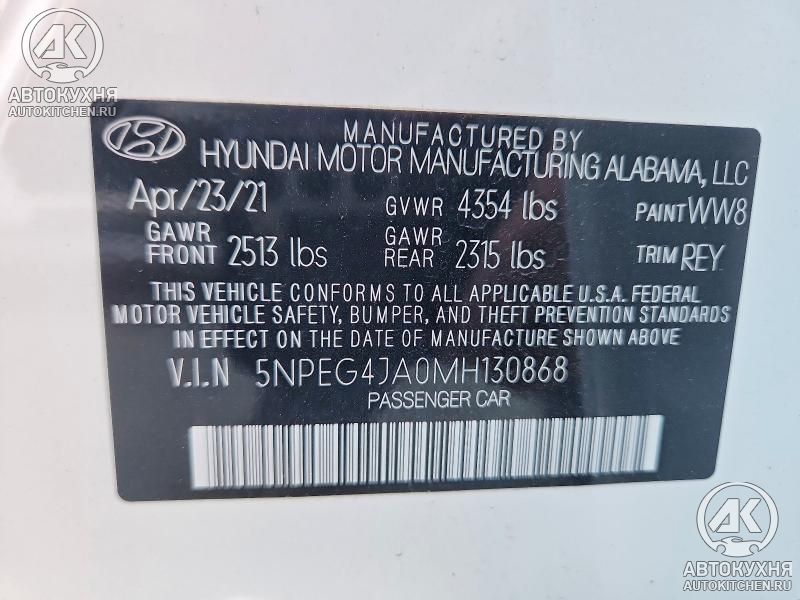 AK
АВТОКУХНЯ
AUTOKITCHEN.RU
MANUFACTURED BY
HYUNDAI MOTOR MANUFACTURING ALABAMA, LLC
Apr/23/21 GVWR 4354 lbs PAINT WW8
GAWR FRONT 2513 lbs GAWR REAR 2315 lbs TRIM REY
THIS VEHICLE CONFORMS TO ALL APPLICABLE U.S.A. FEDERAL
MOTOR VEHICLE SAFETY, BUMPER, AND THEFT PREVENTION STANDARDS
IN EFFECT ON THE DATE OF MANUFACTURE SHOWN ABOVE
V.I.N 5NPEG4JA0MH130868
PASSENGER CAR
AK
АВТОКУХНЯ
AUTOKITCHEN.RU